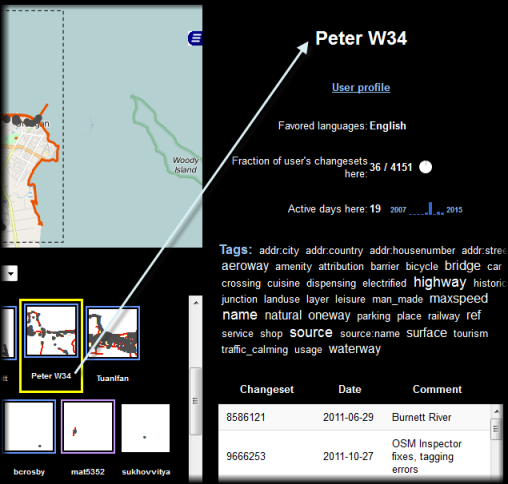 Peter W34
User profile
Favored languages: English
Fraction of user's changesets
here: 36 / 4151
Active days here: 19 2007 2015
Woody
Island
Tags: addr:city addr:country addr:housenumber addr:stree
aeroway amenity attribution barrier bicycle bridge car
crossing cuisine dispensing electrified highway historic
junction landuse layer leisure man_made maxspeed
name natural oneway parking place railway ref
service shop source source:name surface tourism
traffic_calming usage waterway
tt Peter W34 TuanIfan
bcrosby mat5352 sukhovvitya
Changeset Date Comment
8586121 2011-06-29 Burnett River
9666253 2011-10-27 OSM Inspector
fixes, tagging
errors